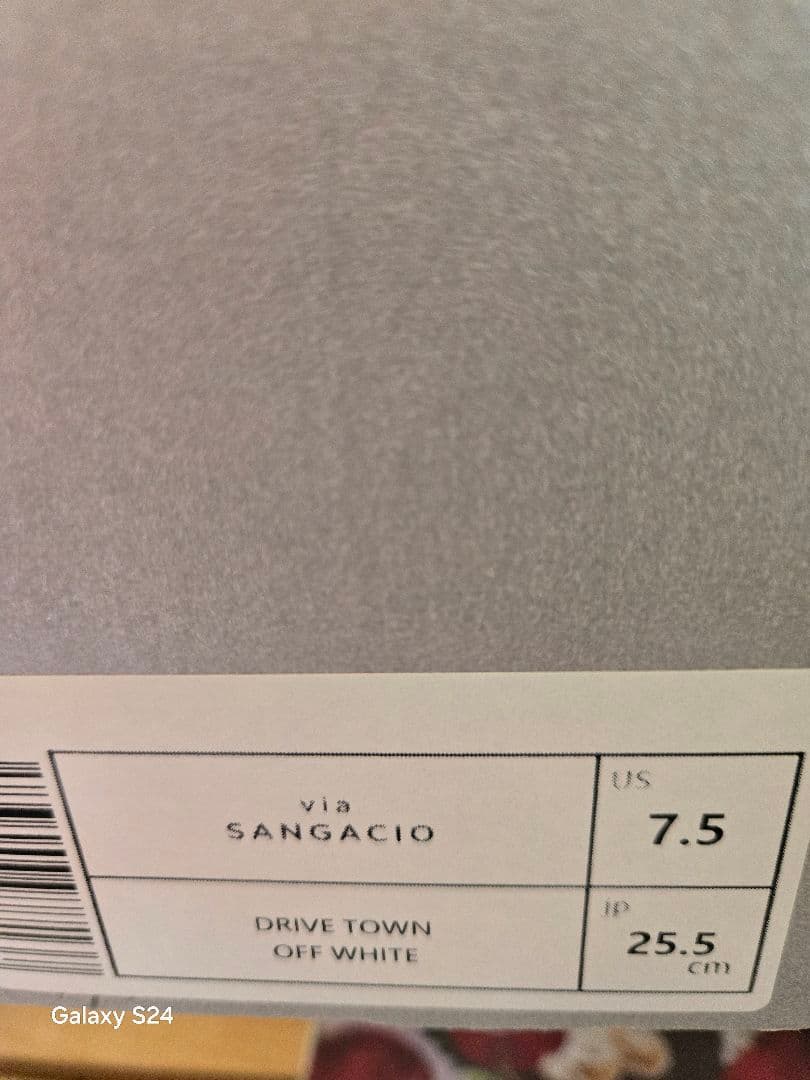 via
SANGACIO
US
7.5
DRIVE TOWN
OFF WHITE
JP
25.5
cm
Galaxy S24